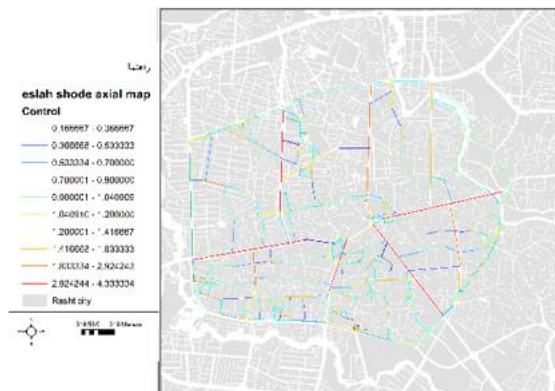 راهنما
eslah shode axial map
Control
0.166667 - 0.366667
0.366668 - 0.533333
0.533334 - 0.700000
0.700001 - 0.900000
0.900001 - 1.040909
1.040910 - 1.200000
1.200001 - 1.416667
1.416668 - 1.833333
1.833334 - 2.924243
2.924244 - 4.333334
Rasht city